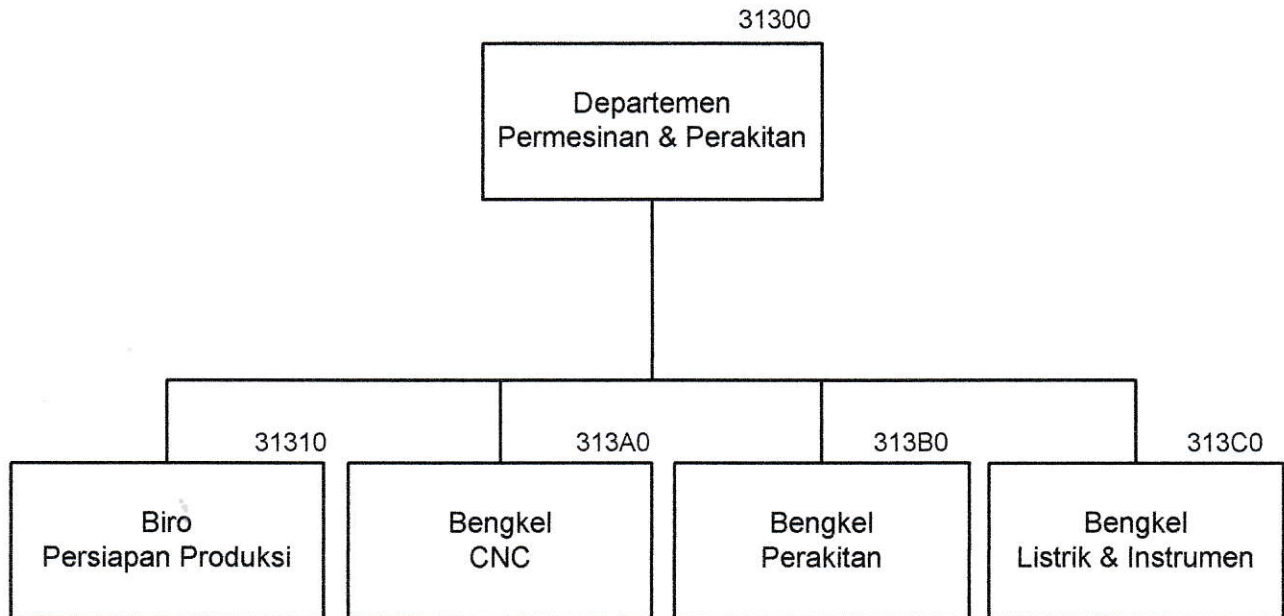 31300
Departemen
Permesinan & Perakitan
31310
Biro
Persiapan Produksi
313A0
Bengkel
CNC
313B0
Bengkel
Perakitan
313C0
Bengkel
Listrik & Instrumen